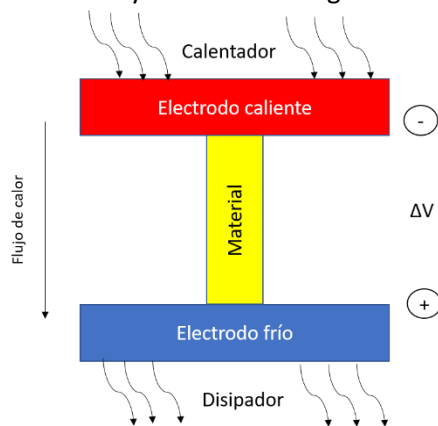 Calentador
Electrodo caliente
-
Flujo de calor
Material
ΔV
+
Electrodo frío
Disipador